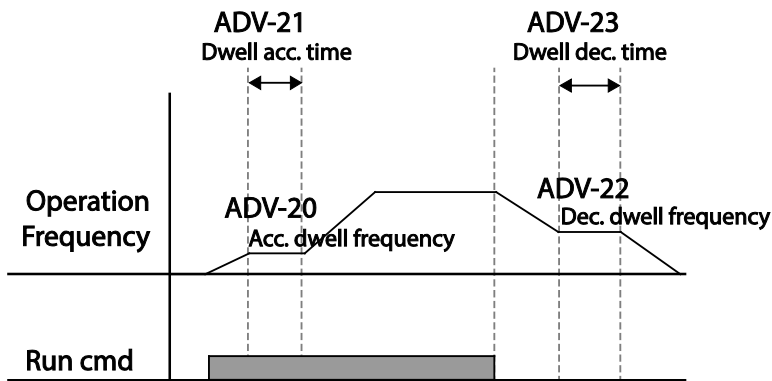 ADV-21
Dwell acc. time
ADV-23
Dwell dec. time
Operation
Frequency
ADV-20
Acc. dwell frequency
ADV-22
Dec. dwell frequency
Run cmd